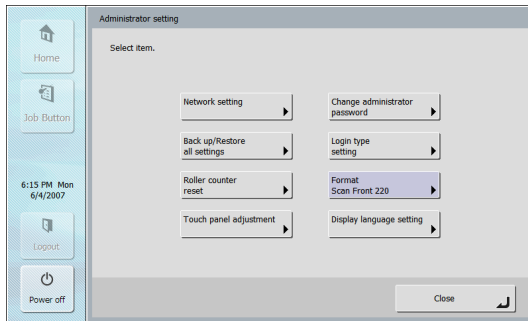 Administrator setting
Select item.
Home
Job Button
6:15 PM Mon
6/4/2007
Logout
Power off
Network setting
Change administrator
password
Back up/Restore
all settings
Login type
setting
Roller counter
reset
Format
Scan Front 220
Touch panel adjustment
Display language setting
Close